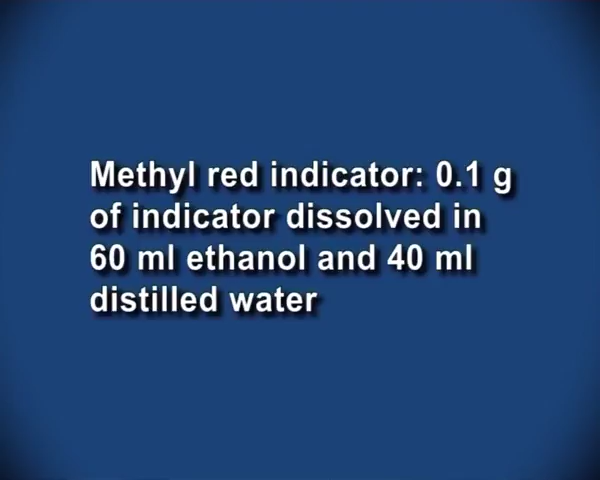 Methyl red indicator: 0.1 g
of indicator dissolved in
60 ml ethanol and 40 ml
distilled water